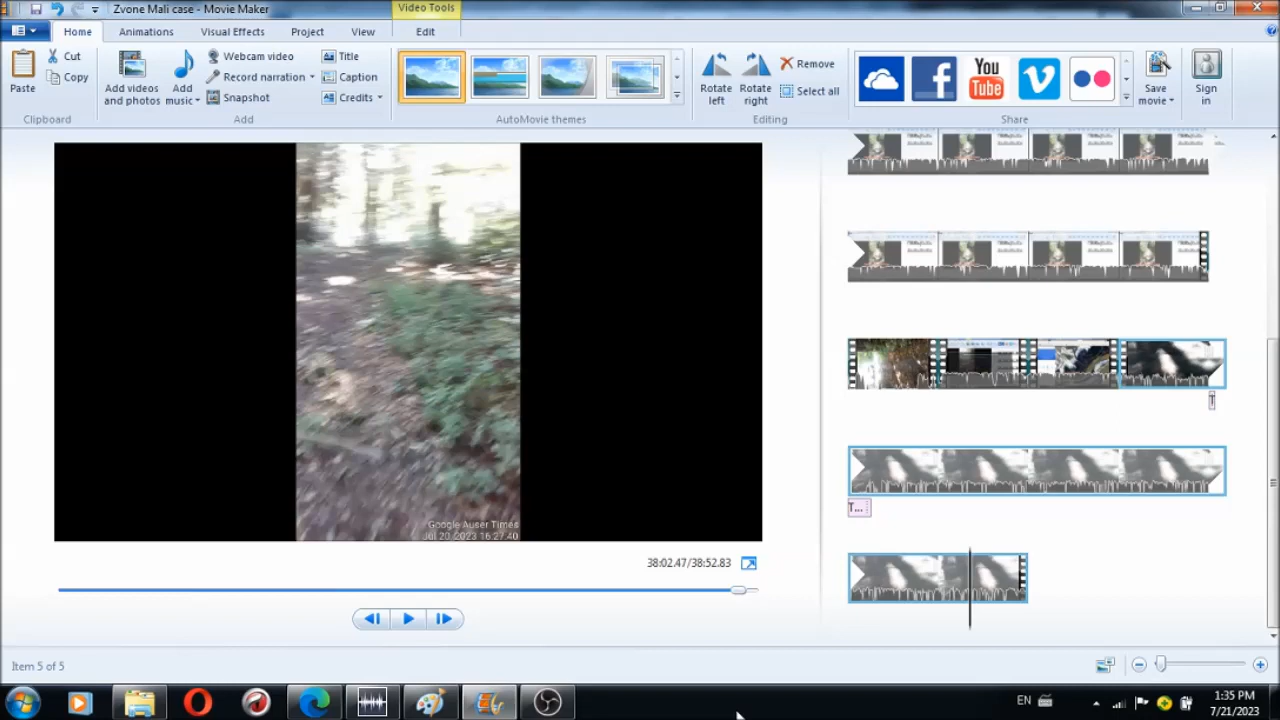 Zvone Mali case - Movie Maker
Video Tools
Home
Animations
Visual Effects
Project
View
Edit
Paste
Cut
Copy
Clipboard
Add videos
and photos
Add
music
Webcam video
Record narration
Snapshot
Title
Caption
Credits
Add
AutoMovie themes
Rotate
left
Rotate
right
Remove
Select all
Editing
You
Tube
Share
Save
movie
Sign
in
Google Auser Times
Jul 20, 2023 16:27:40
38:02.47/38:52.83
T
T...
Item 5 of 5
EN
1:35 PM
7/21/2023